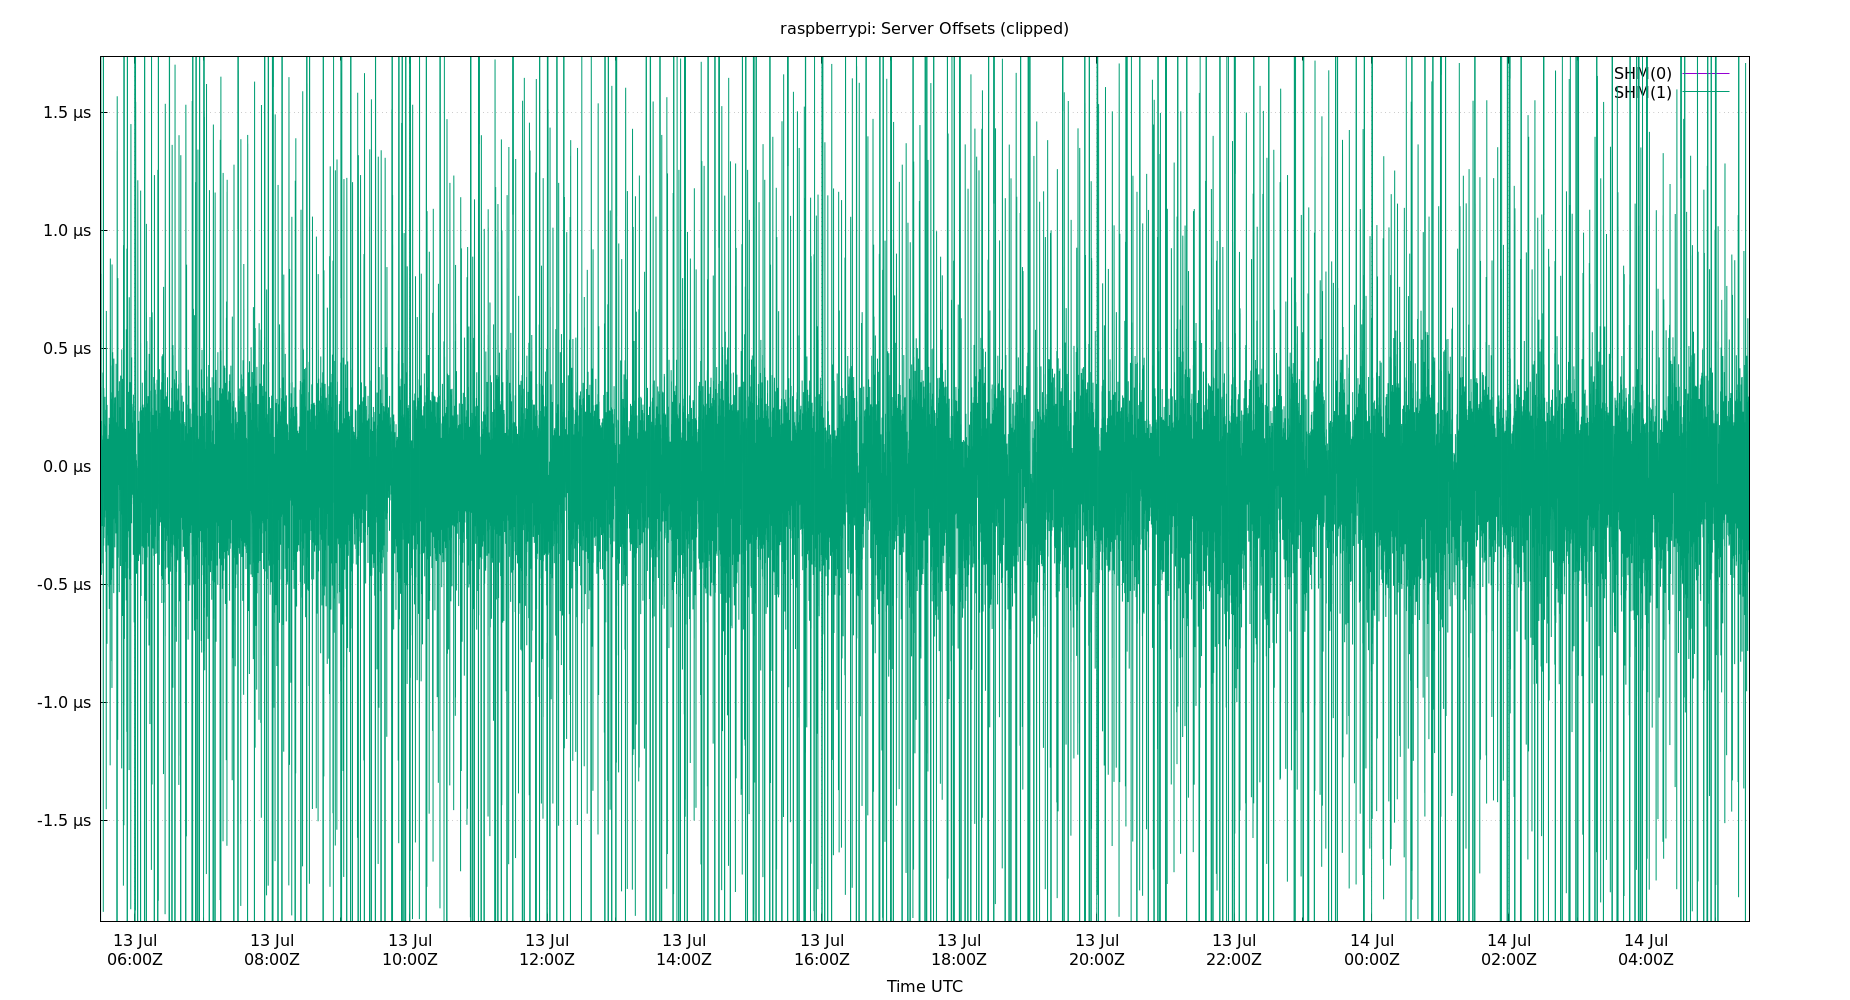 raspberrypi: Server Offsets (clipped)
SHM(0)
SHM(1)
1.5 µs
1.0 µs
0.5 µs
0.0 µs
-0.5 µs
-1.0 µs
-1.5 µs
13 Jul 13 Jul 13 Jul 13 Jul 13 Jul 13 Jul 13 Jul 13 Jul 13 Jul 14 Jul 14 Jul 14 Jul
06:00Z 08:00Z 10:00Z 12:00Z 14:00Z 16:00Z 18:00Z 20:00Z 22:00Z 00:00Z 02:00Z 04:00Z
Time UTC